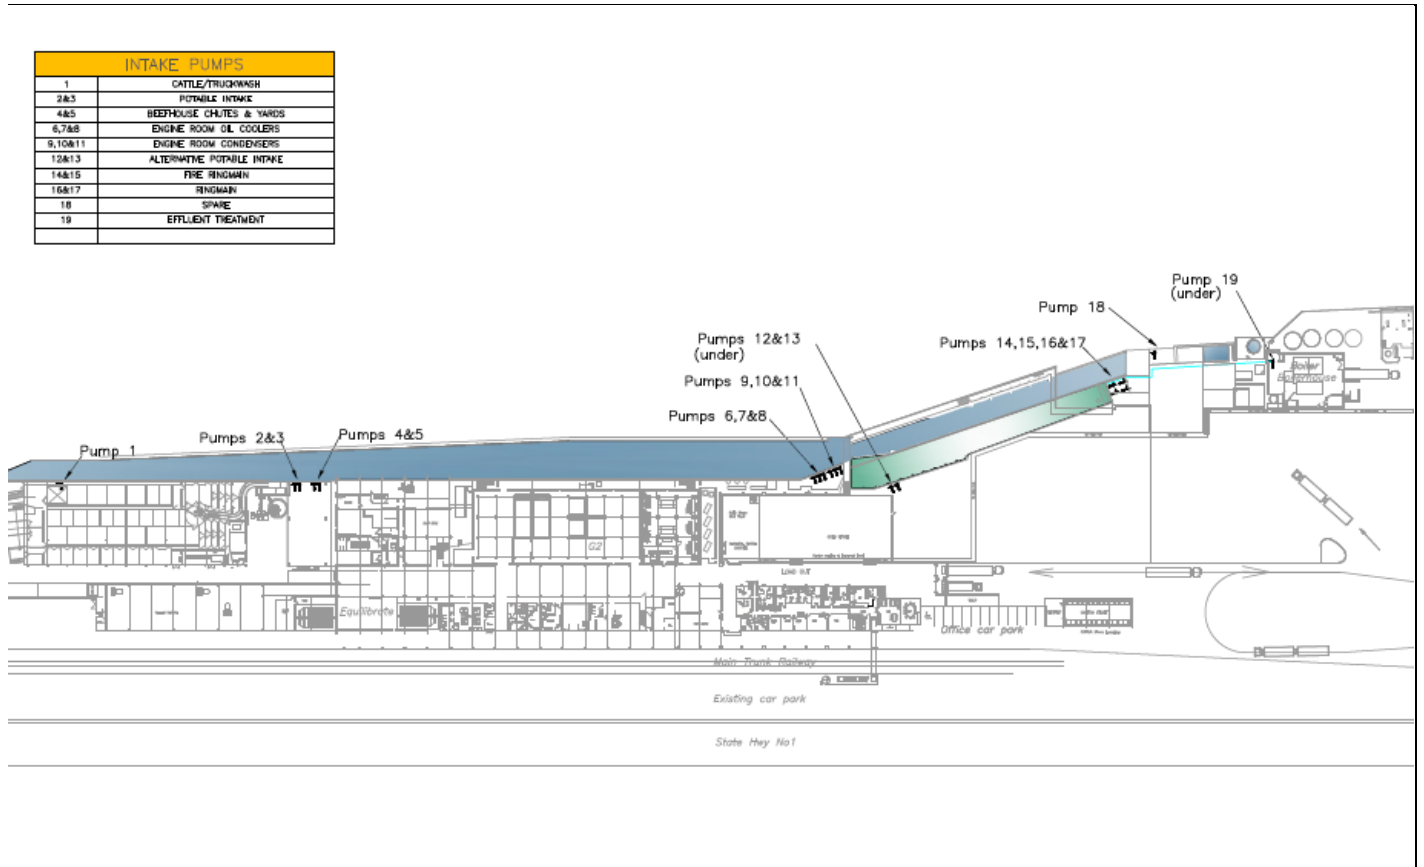 INTAKE PUMPS
1 CATTLE/TRUCKWASH
2&3 POTABLE INTAKE
4&5 BEEFHOUSE CHUTES & YARDS
6,7&8 ENGINE ROOM OIL COOLERS
9,10&11 ENGINE ROOM CONDENSERS
12&13 ALTERNATIVE POTABLE INTAKE
14&15 FIRE RINGMAIN
16&17 RINGMAIN
18 SPARE
19 EFFLUENT TREATMENT
Pump 19
(under)
Pump 18
Pumps 12&13
(under)
Pumps 14,15,16&17
Pumps 9,10&11
Boiler
Boilerhouse
Pumps 6,7&8
Pumps 2&3
Pumps 4&5
Pump 1
G2
LOAD OUT
Equilibrate
Office car park
Main Trunk Railway
Existing car park
State Hwy No1